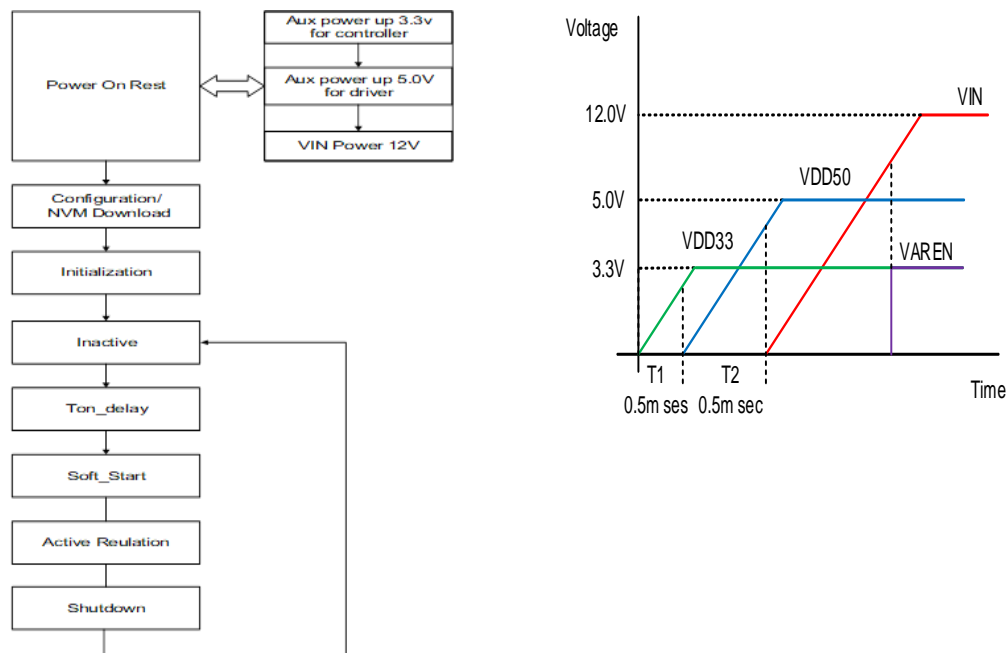 Power On Rest
Aux power up 3.3v
for controller
Aux power up 5.0V
for driver
VIN Power 12V
Configuration/
NVM Download
Initialization
Inactive
Ton_delay
Soft_Start
Active Reulation
Shutdown
Voltage
12.0V
5.0V
3.3V
VIN
VDD50
VDD33
VAREN
T1
T2
0.5m ses
0.5m sec
Time